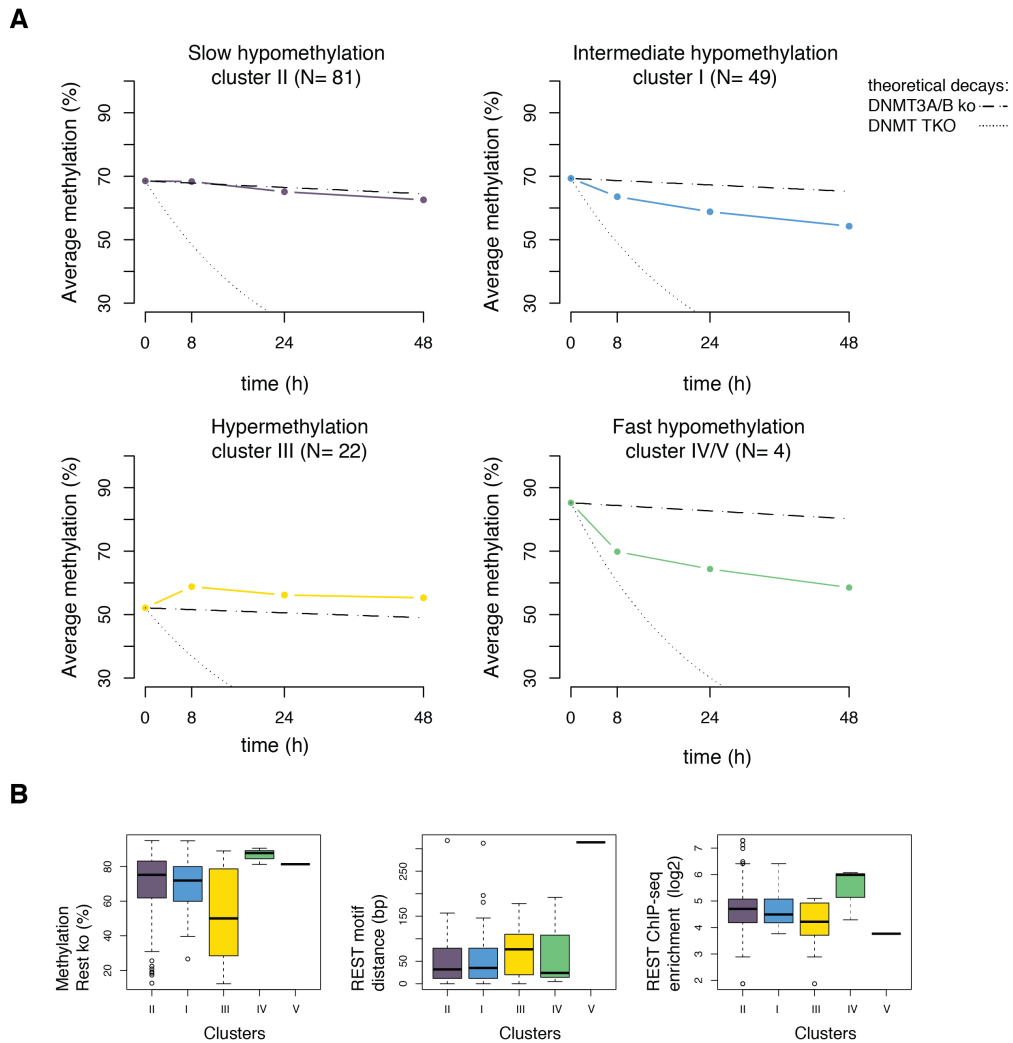 A
Slow hypomethylation
cluster II (N= 81)
Average methylation (%)
30
50
70
90
0
8
24
48
time (h)
Intermediate hypomethylation
cluster I (N= 49)
Average methylation (%)
30
50
70
90
0
8
24
48
time (h)
theoretical decays:
DNMT3A/B ko
DNMT TKO
Hypermethylation
cluster III (N= 22)
Average methylation (%)
30
50
70
90
0
8
24
48
time (h)
Fast hypomethylation
cluster IV/V (N= 4)
Average methylation (%)
30
50
70
90
0
8
24
48
time (h)
B
Methylation
Rest ko (%)
20
40
60
80
II
I
III
IV
V
Clusters
REST motif
distance (bp)
0
50
100
150
250
II
I
III
IV
V
Clusters
REST ChIP-seq
enrichment (log2)
2
3
4
5
6
7
II
I
III
IV
V
Clusters